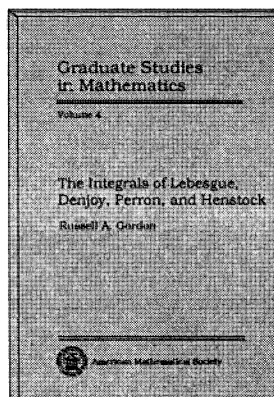 Graduate Studies
in Mathematics
Volume 4
The Integrals of Lebesgue,
Denjoy, Perron, and Henstock
Russell A. Gordon
American Mathematical Society